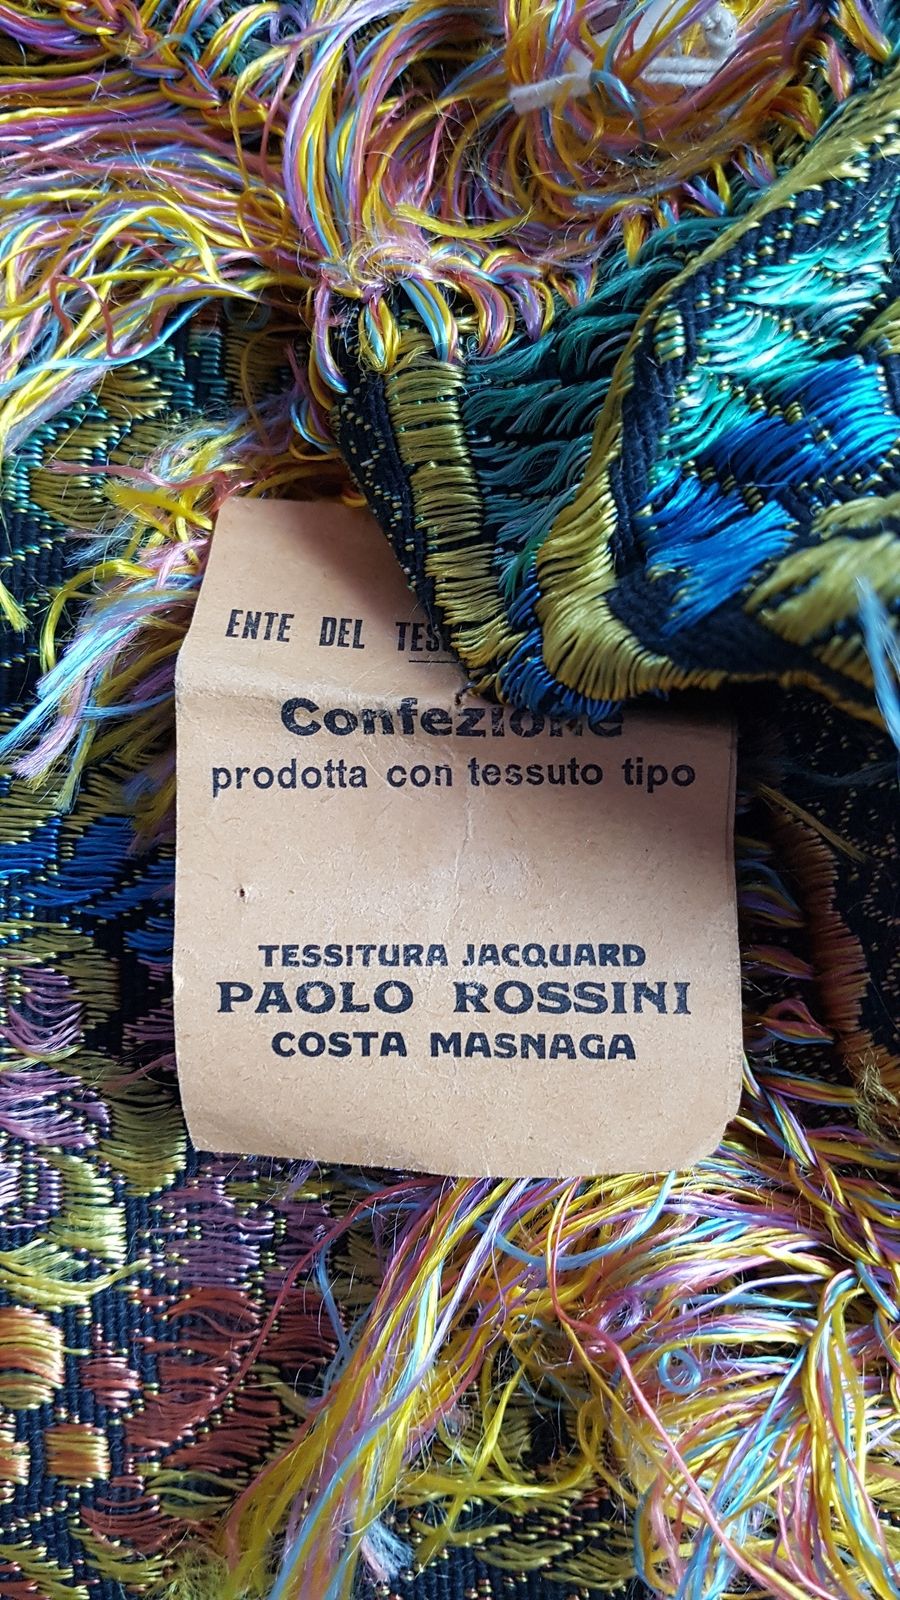 ENTE DEL
Confezione
prodotta con tessuto tipo
TESSITURA JACQUARD
PAOLO ROSSINI
COSTA MASNAGA